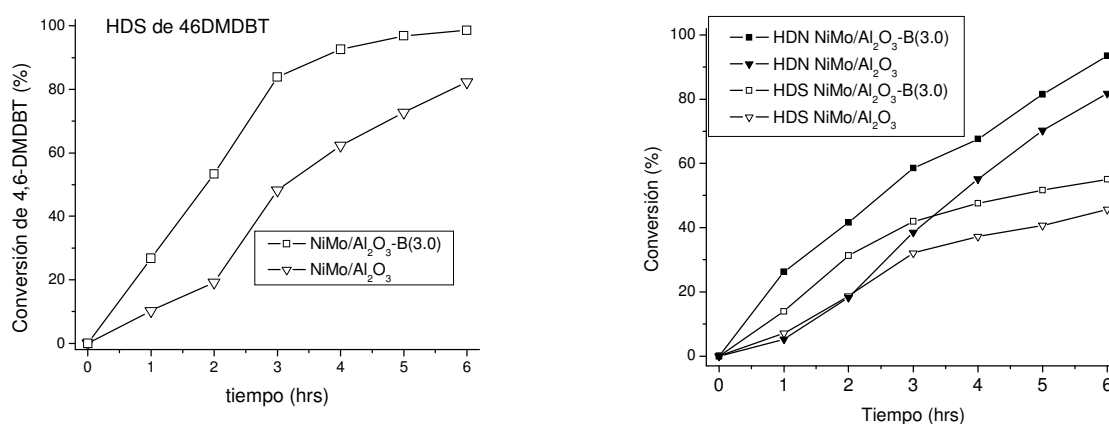 HDS de 46DMDBT
Conversión de 4,6-DMDBT (%)
100
80
60
40
20
0
NiMo/Al₂O₃-B(3.0)
NiMo/Al₂O₃
0 1 2 3 4 5 6
tiempo (hrs)
HDN NiMo/Al₂O₃-B(3.0)
HDN NiMo/Al₂O₃
HDS NiMo/Al₂O₃-B(3.0)
HDS NiMo/Al₂O₃
Conversión (%)
100
80
60
40
20
0
0 1 2 3 4 5 6
Tiempo (hrs)